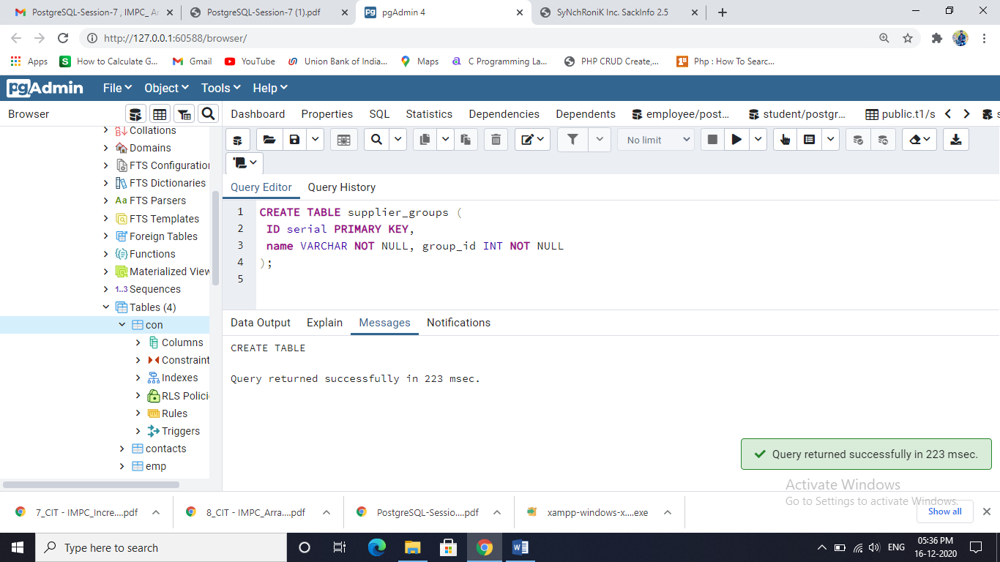 PostgreSQL-Session-7 , IMPC_ Ar
PostgreSQL-Session-7 (1).pdf
pgAdmin 4
SyNchRoniK Inc. SackInfo 2.5
http://127.0.0.1:60588/browser/
Apps
How to Calculate G...
Gmail
YouTube
Union Bank of India...
Maps
C Programming La...
PHP CRUD Create,...
Php : How To Searc...
pgAdmin
File
Object
Tools
Help
Browser
Dashboard
Properties
SQL
Statistics
Dependencies
Dependents
employee/post...
student/postgr...
public.t1/s
s
No limit
Query Editor
Query History
1 CREATE TABLE supplier_groups (
2 ID serial PRIMARY KEY,
3 name VARCHAR NOT NULL, group_id INT NOT NULL
4 );
5
Collations
Domains
FTS Configuration
FTS Dictionaries
Aa FTS Parsers
FTS Templates
Foreign Tables
Functions
Materialized View
1..3 Sequences
Tables (4)
con
Columns
Constraint
Indexes
RLS Polici
Rules
Triggers
contacts
emp
Data Output
Explain
Messages
Notifications
CREATE TABLE
Query returned successfully in 223 msec.
Query returned successfully in 223 msec.
Activate Windows
Go to Settings to activate Windows.
7_CIT - IMPC_Incre....pdf
8_CIT - IMPC_Arra....pdf
PostgreSQL-Sessio....pdf
xampp-windows-x....exe
Show all
Type here to search
ENG
05:36 PM
16-12-2020